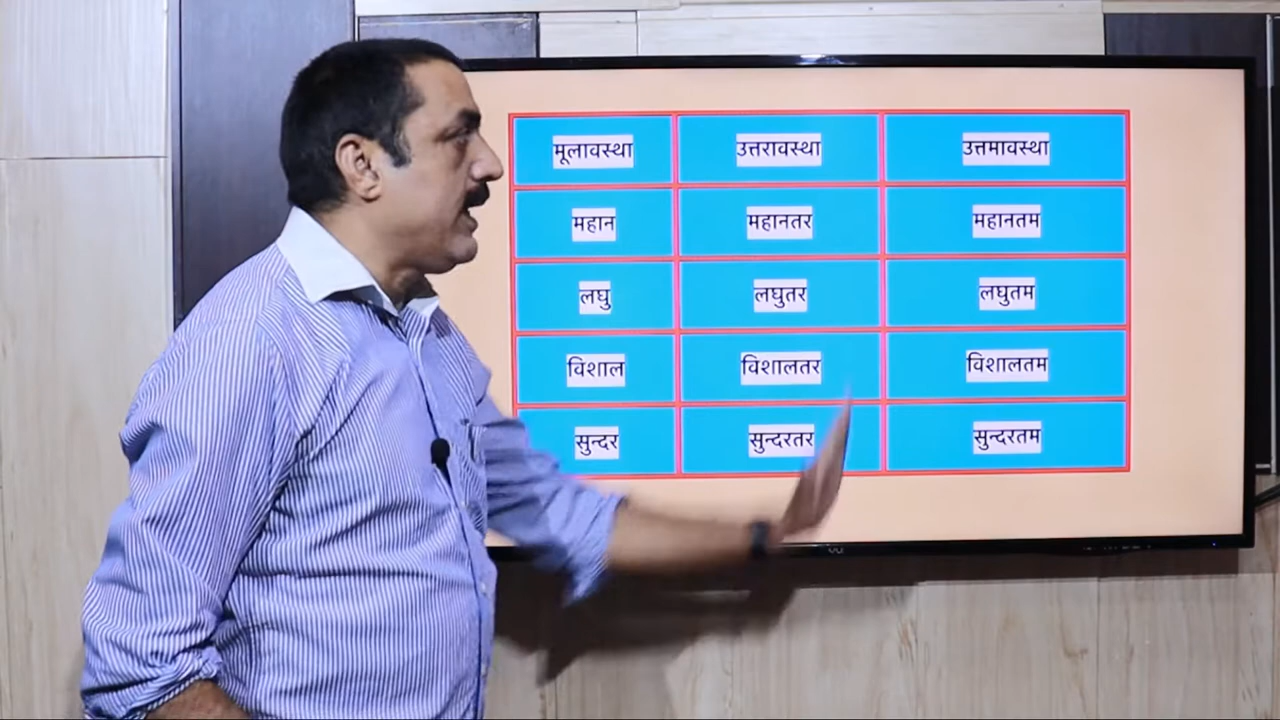 मूलावस्था उत्तरावस्था उत्तमावस्था
महान महानतर महानतम
लघु लघुतर लघुतम
विशाल विशालतर विशालतम
सुन्दर सुन्दरतर सुन्दरतम